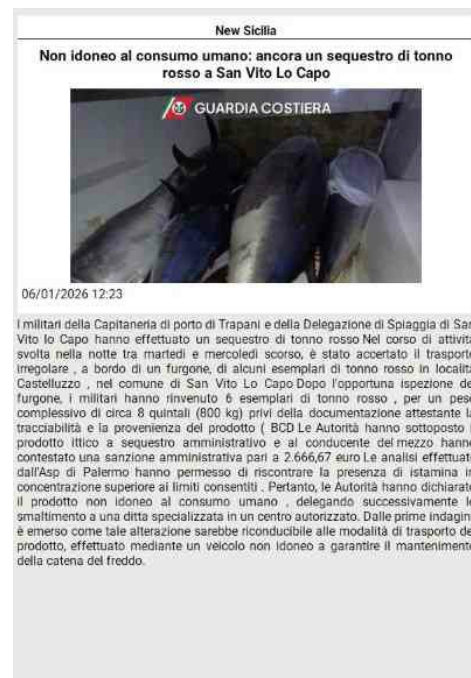 New Sicilia
Non idoneo al consumo umano: ancora un sequestro di tonno
rosso a San Vito Lo Capo
GUARDIA COSTIERA
06/01/2026 12:23
I militari della Capitaneria di porto di Trapani e della Delegazione di Spiaggia di San
Vito lo Capo hanno effettuato un sequestro di tonno rosso Nel corso di attività
svolta nella notte tra martedì e mercoledì scorso, è stato accertato il trasporto
irregolare , a bordo di un furgone, di alcuni esemplari di tonno rosso in località
Castelluzzo , nel comune di San Vito Lo Capo Dopo l'opportuna ispezione del
furgone, i militari hanno rinvenuto 6 esemplari di tonno rosso , per un peso
complessivo di circa 8 quintali (800 kg) privi della documentazione attestante la
tracciabilità e la provenienza del prodotto ( BCD Le Autorità hanno sottoposto i
prodotto ittico a sequestro amministrativo e al conducente del mezzo hanno
contestato una sanzione amministrativa pari a 2.666,67 euro Le analisi effettuate
dall'Asp di Palermo hanno permesso di riscontrare la presenza di istamina in
concentrazione superiore ai limiti consentiti . Pertanto, le Autorità hanno dichiarato
il prodotto non idoneo al consumo umano , delegando successivamente lo
smaltimento a una ditta specializzata in un centro autorizzato. Dalle prime indagini
è emerso come tale alterazione sarebbe riconducibile alle modalità di trasporto del
prodotto, effettuato mediante un veicolo non idoneo a garantire il mantenimento
della catena del freddo.